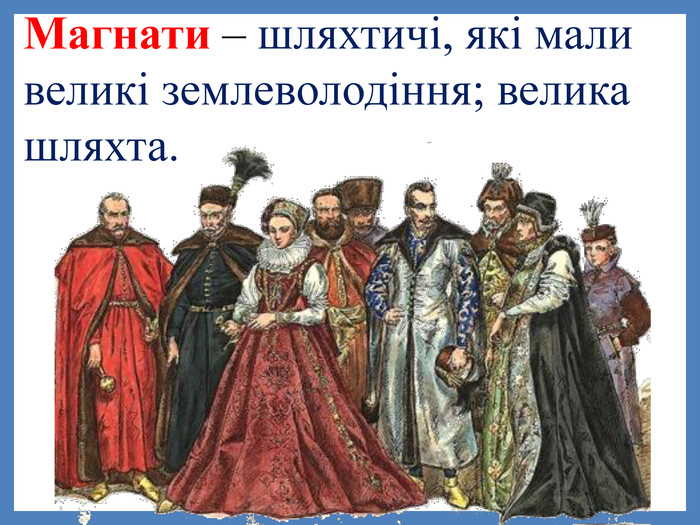 Магнати – шляхтичі, які мали
великі землеволодіння; велика
шляхта.